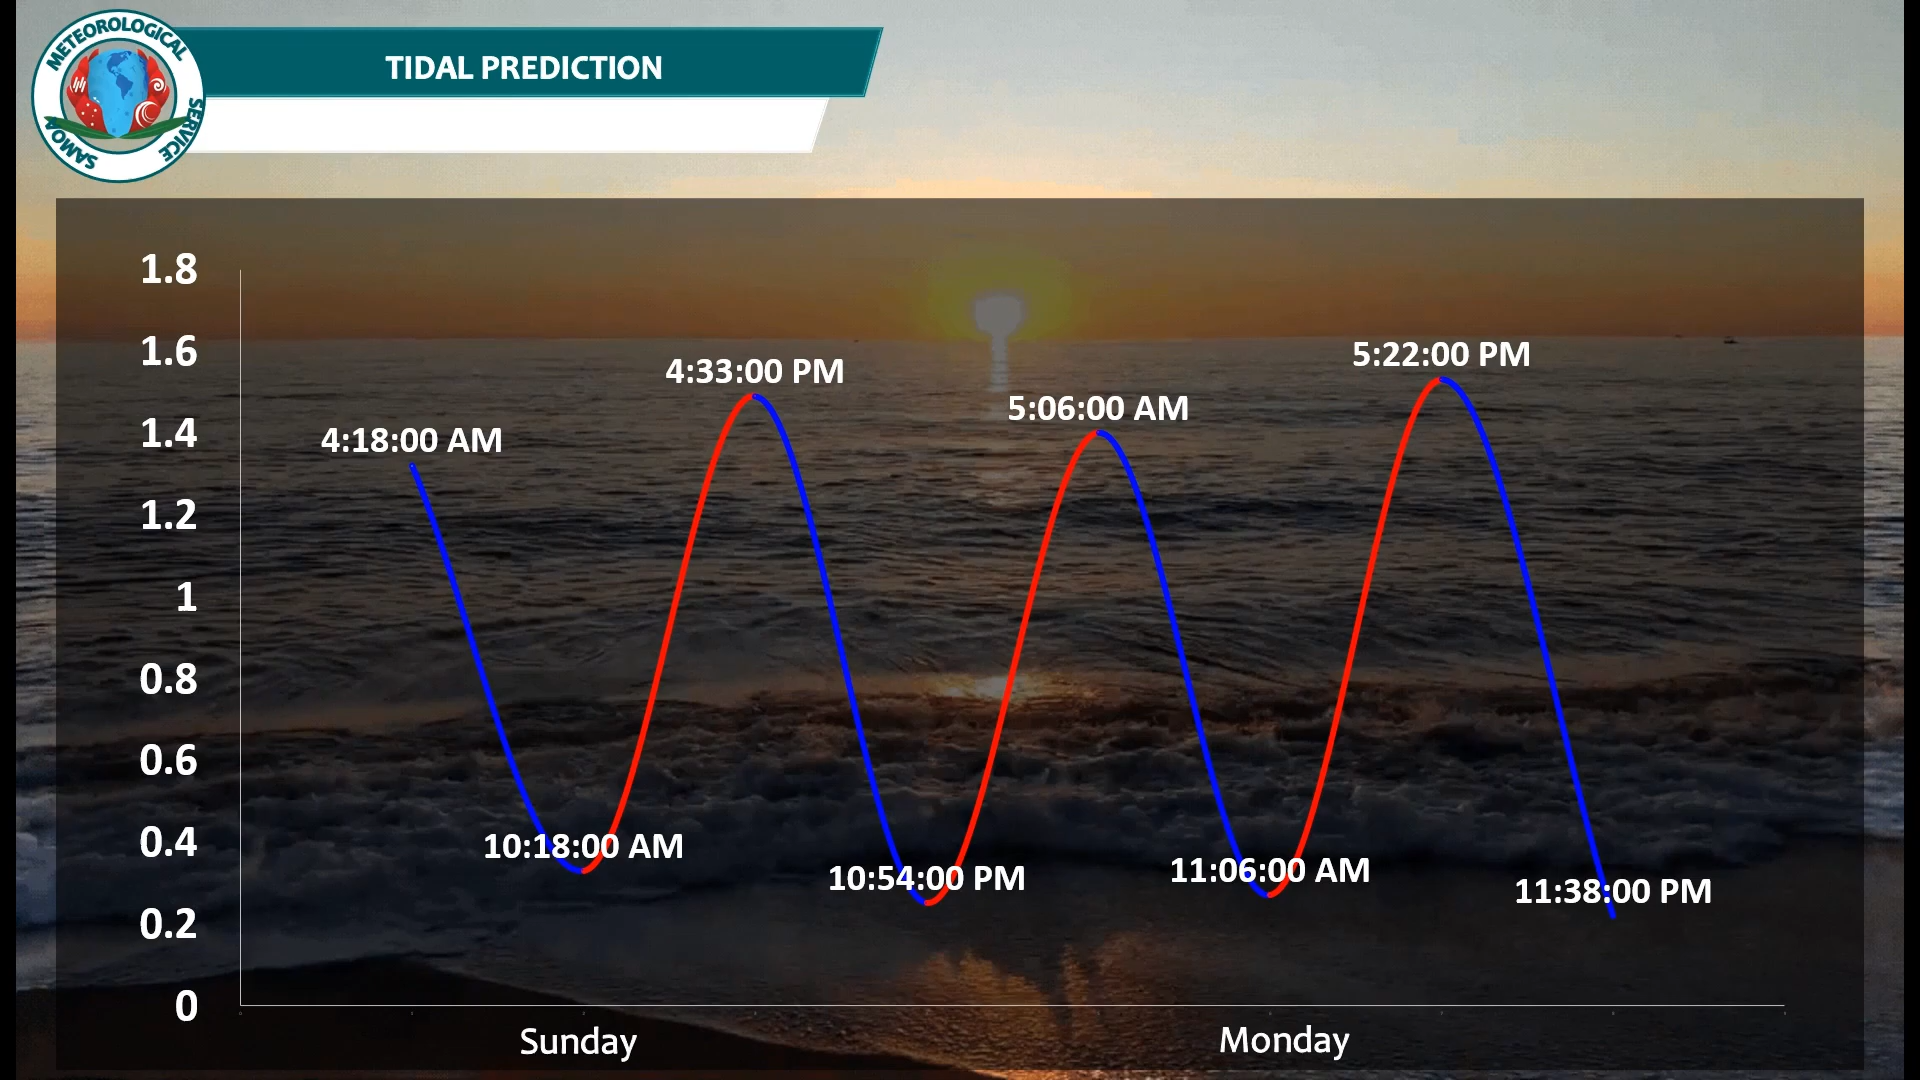 METEOROLOGICAL
SERVICE
SAMOA
TIDAL PREDICTION
1.8
1.6
1.4
1.2
1
0.8
0.6
0.4
0.2
0
4:18:00 AM
10:18:00 AM
4:33:00 PM
10:54:00 PM
5:06:00 AM
11:06:00 AM
5:22:00 PM
11:38:00 PM
Sunday
Monday